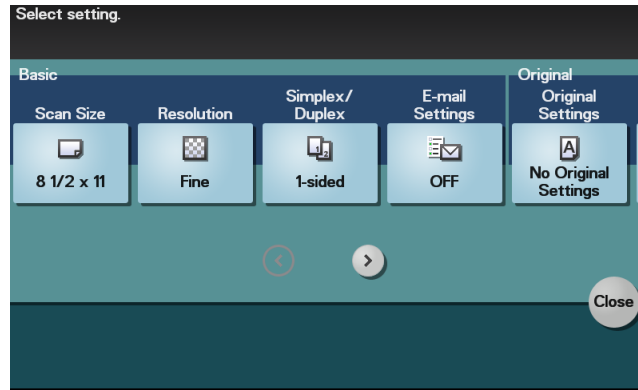 Select setting.
Basic
Original
Scan Size
Resolution
Simplex/
Duplex
E-mail
Settings
Original
Settings
8 1/2 x 11
Fine
1-sided
OFF
No Original
Settings
Close